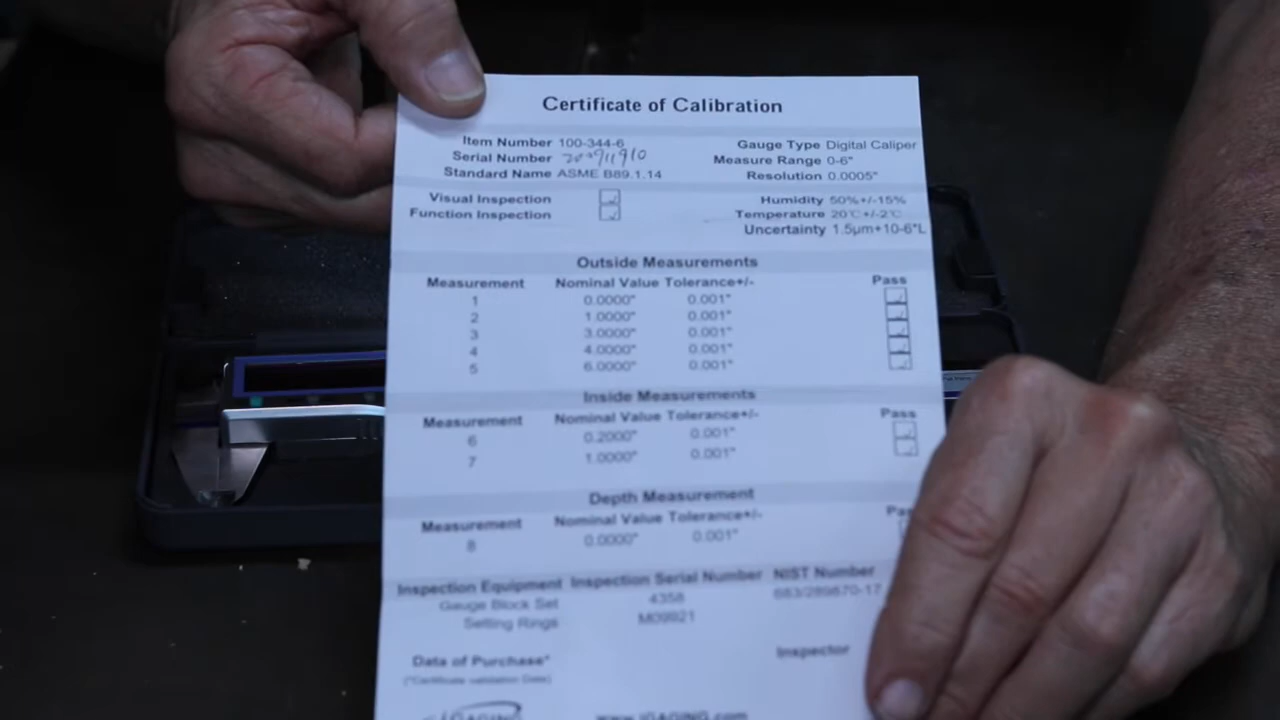 Certificate of Calibration
Item Number 100-344-6
Gauge Type Digital Caliper
Serial Number
Measure Range 0-6"
Standard Name ASME B89.1.14
Resolution 0.0005"
Visual Inspection
Humidity 50%+/-15%
Function Inspection
Temperature 20°C+/-2°C
Uncertainty 1.5μm+10-6*L
Outside Measurements
Measurement Nominal Value Tolerance+/- Pass
1 0.0000" 0.001"
2 1.0000" 0.001"
3 3.0000" 0.001"
4 4.0000" 0.001"
5 6.0000" 0.001"
Inside Measurements
Measurement Nominal Value Tolerance+/- Pass
6 0.2000" 0.001"
7 1.0000" 0.001"
Depth Measurement
Measurement Nominal Value Tolerance+/-
8 0.0000" 0.001"
Inspection Equipment Inspection Serial Number NIST Number
Gauge Block Set 4358
Setting Rings
Data of Purchase*
Inspector
(*Certificate validation Date)
iGAGING www.iGAGING.com